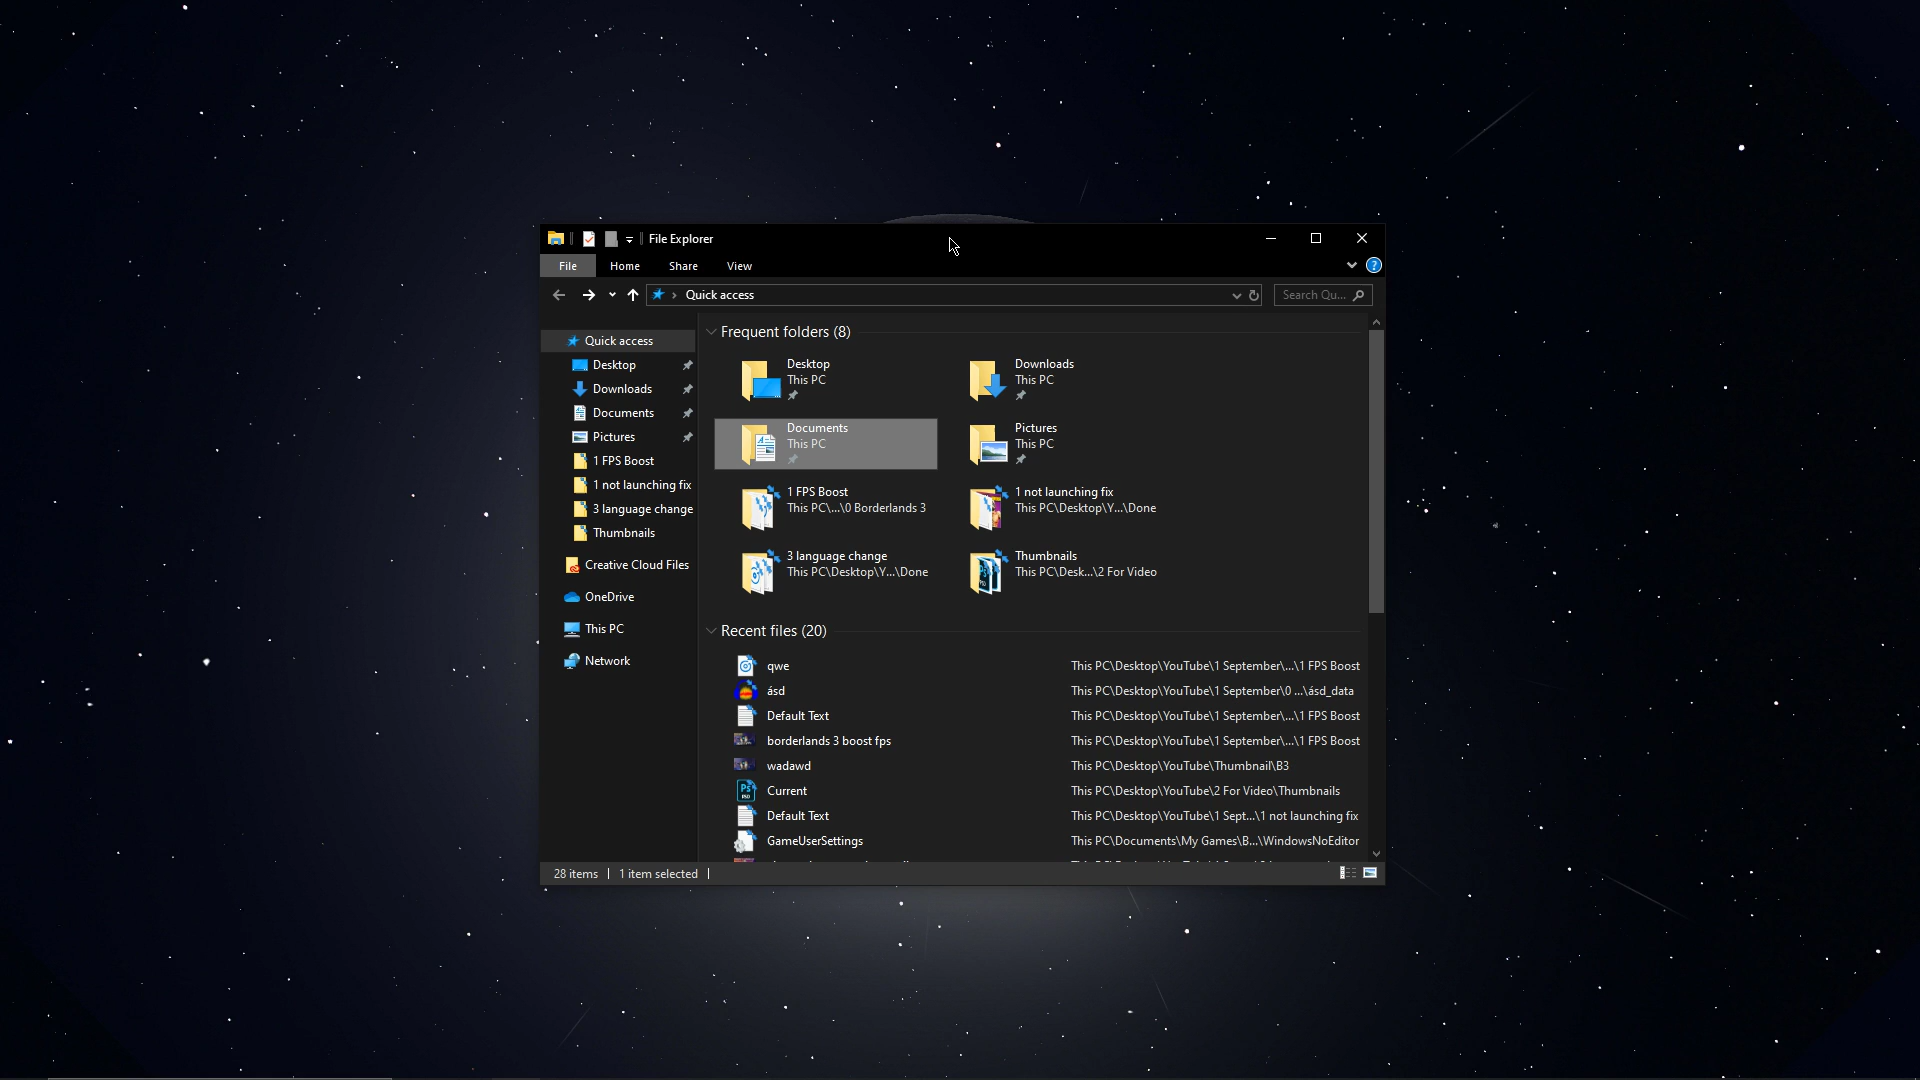 File Explorer
File Home Share View
Quick access
Search Qu...
Quick access
Desktop
Downloads
Documents
Pictures
1 FPS Boost
1 not launching fix
3 language change
Thumbnails
Creative Cloud Files
OneDrive
This PC
Network
Frequent folders (8)
Desktop
This PC
Downloads
This PC
Documents
This PC
Pictures
This PC
1 FPS Boost
This PC\...\0 Borderlands 3
1 not launching fix
This PC\Desktop\Y...\Done
3 language change
This PC\Desktop\Y...\Done
Thumbnails
This PC\Desk...\2 For Video
Recent files (20)
qwe This PC\Desktop\YouTube\1 September\...\1 FPS Boost
ásd This PC\Desktop\YouTube\1 September\0 ...\ásd_data
Default Text This PC\Desktop\YouTube\1 September\...\1 FPS Boost
borderlands 3 boost fps This PC\Desktop\YouTube\1 September\...\1 FPS Boost
wadawd This PC\Desktop\YouTube\Thumbnail\B3
Current This PC\Desktop\YouTube\2 For Video\Thumbnails
Default Text This PC\Desktop\YouTube\1 Sept...\1 not launching fix
GameUserSettings This PC\Documents\My Games\B...\WindowsNoEditor
28 items 1 item selected